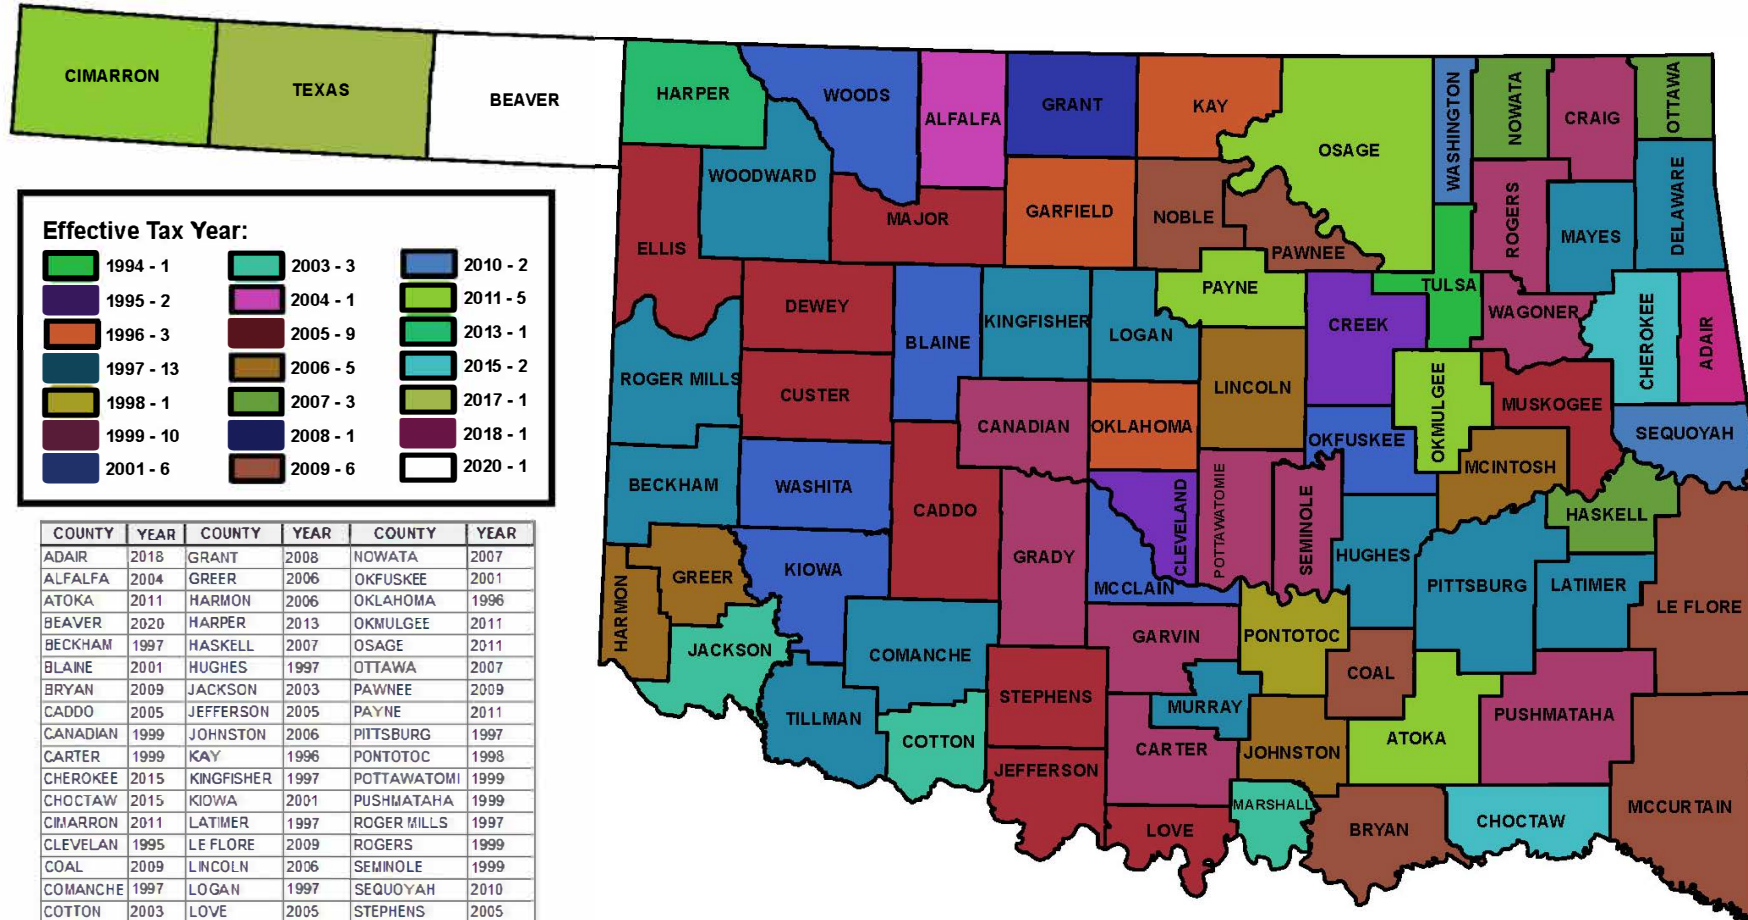 CIMARRON
TEXAS
BEAVER
HARPER
WOODS
ALFALFA
GRANT
KAY
OSAGE
WASHINGTON
NOWATA
CRAIG
OTTAWA
WOODWARD
ELLIS
MAJOR
GARFIELD
NOBLE
PAWNEE
ROGERS
MAYES
DELAWARE
Effective Tax Year:
1994 - 1
2003 - 3
2010 - 2
1995 - 2
2004 - 1
2011 - 5
1996 - 3
2005 - 9
2013 - 1
1997 - 13
2006 - 5
2015 - 2
1998 - 1
2007 - 3
2017 - 1
1999 - 10
2008 - 1
2018 - 1
2001 - 6
2009 - 6
2020 - 1
DEWEY
BLAINE
KINGFISHER
LOGAN
PAYNE
CREEK
TULSA
WAGONER
CHEROKEE
ADAIR
ROGER MILLS
CUSTER
CANADIAN
OKLAHOMA
LINCOLN
OKMULGEE
MUSKOGEE
OKFUSKEE
SEQUOYAH
MCINTOSH
BECKHAM
WASHITA
CADDO
GRADY
CLEVELAND
POTTAWATOMIE
SEMINOLE
HUGHES
HASKELL
HARMON
GREER
KIOWA
MCCLAIN
PITTSBURG
LATIMER
LE FLORE
JACKSON
COMANCHE
GARVIN
PONTOTOC
COAL
STEPHENS
TILLMAN
COTTON
MURRAY
CARTER
JOHNSTON
ATOKA
PUSHMATAHA
JEFFERSON
LOVE
MARSHALL
BRYAN
CHOCTAW
MCCURTAIN
COUNTY YEAR COUNTY YEAR COUNTY YEAR
ADAIR 2018 GRANT 2008 NOWATA 2007
ALFALFA 2004 GREER 2006 OKFUSKEE 2001
ATOKA 2011 HARMON 2006 OKLAHOMA 1996
BEAVER 2020 HARPER 2013 OKMULGEE 2011
BECKHAM 1997 HASKELL 2007 OSAGE 2011
BLAINE 2001 HUGHES 1997 OTTAWA 2007
BRYAN 2009 JACKSON 2003 PAWNEE 2009
CADDO 2005 JEFFERSON 2005 PAYNE 2011
CANADIAN 1999 JOHNSTON 2006 PITTSBURG 1997
CARTER 1999 KAY 1996 PONTOTOC 1998
CHEROKEE 2015 KINGFISHER 1997 POTTAWATOMI 1999
CHOCTAW 2015 KIOWA 2001 PUSHMATAHA 1999
CIMARRON 2011 LATIMER 1997 ROGER MILLS 1997
CLEVELAN 1995 LE FLORE 2009 ROGERS 1999
COAL 2009 LINCOLN 2006 SEMINOLE 1999
COMANCHE 1997 LOGAN 1997 SEQUOYAH 2010
COTTON 2003 LOVE 2005 STEPHENS 2005